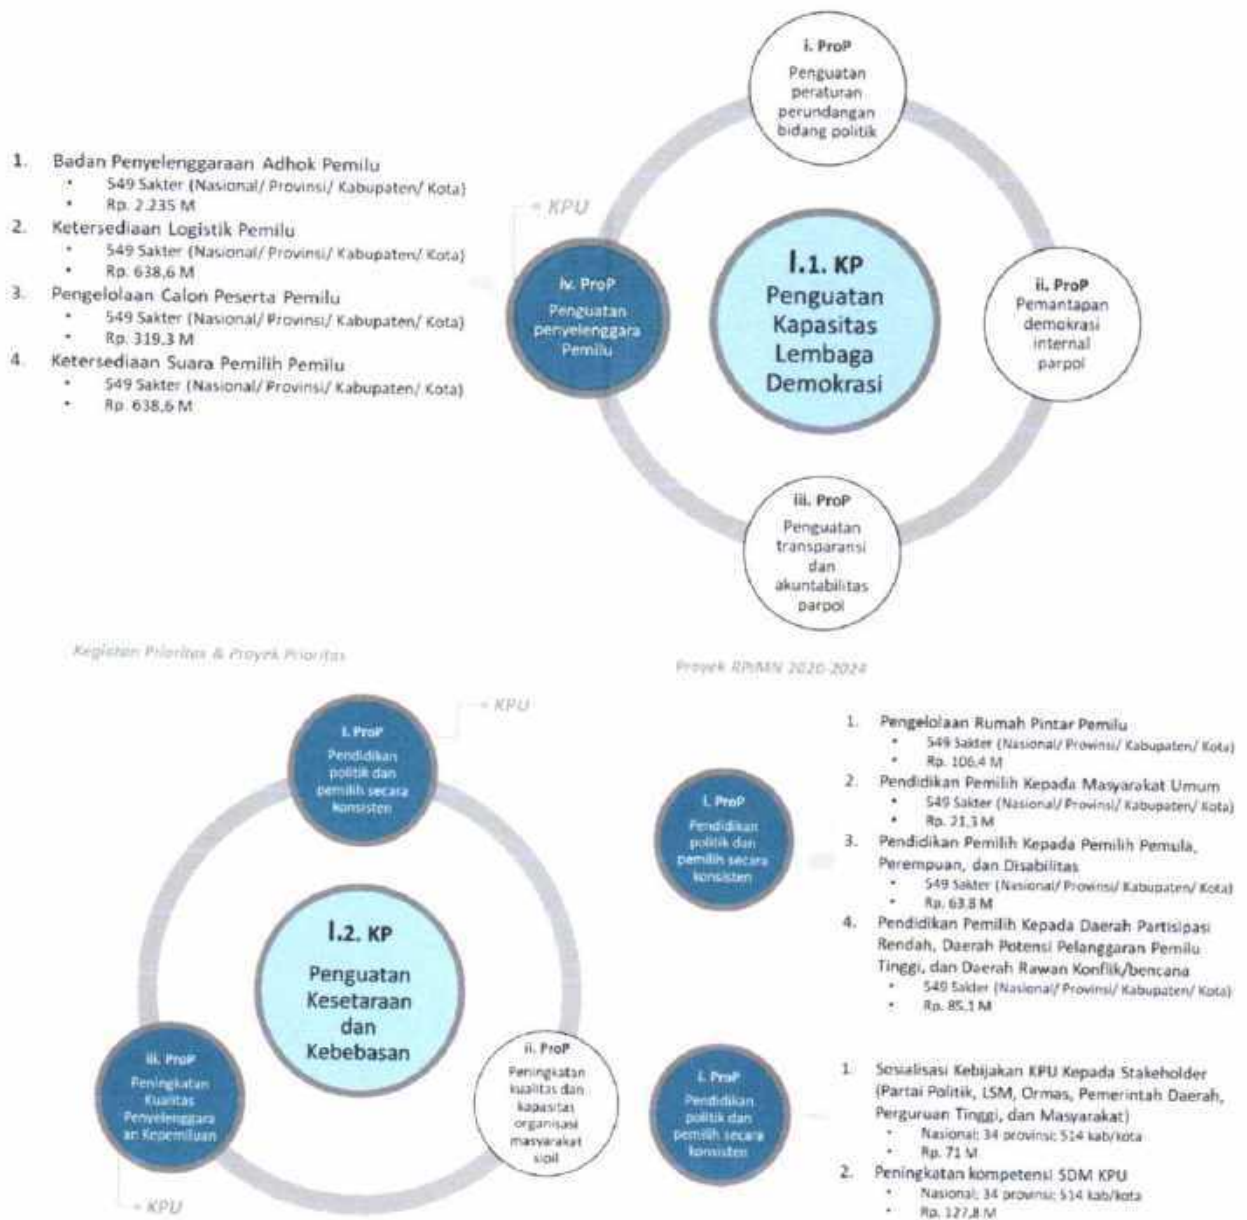 i. ProP
Penguatan
peraturan
perundangan
bidang politik
1. Badan Penyelenggaraan Adhok Pemilu
• 549 Sakter (Nasional/ Provinsi/ Kabupaten/ Kota)
• Rp. 2.235 M
2. Ketersediaan Logistik Pemilu
• 549 Sakter (Nasional/ Provinsi/ Kabupaten/ Kota)
• Rp. 638,6 M
3. Pengelolaan Calon Peserta Pemilu
• 549 Sakter (Nasional/ Provinsi/ Kabupaten/ Kota)
• Rp. 319.3 M
4. Ketersediaan Suara Pemilih Pemilu
• 549 Sakter (Nasional/ Provinsi/ Kabupaten/ Kota)
• Rp. 638,6 M
KPU
iv. ProP
Penguatan
penyelenggara
Pemilu
I.1. KP
Penguatan
Kapasitas
Lembaga
Demokrasi
ii. ProP
Pemantapan
demokrasi
internal
parpol
iii. ProP
Penguatan
transparansi
dan
akuntabilitas
parpol
Kegiatan Prioritas & Proyek Prioritas
Proyek RPJMN 2020-2024
KPU
i. ProP
Pendidikan
politik dan
pemilih secara
konsisten
I.2. KP
Penguatan
Kesetaraan
dan
Kebebasan
iii. ProP
Peningkatan
Kualitas
Penyelenggara
an Kepemiluan
KPU
ii. ProP
Peningkatan
kualitas dan
kapasitas
organisasi
masyarakat
sipil
i. ProP
Pendidikan
politik dan
pemilih secara
konsisten
1. Pengelolaan Rumah Pintar Pemilu
• 549 Sakter (Nasional/ Provinsi/ Kabupaten/ Kota)
• Rp. 106,4 M
2. Pendidikan Pemilih Kepada Masyarakat Umum
• 549 Sakter (Nasional/ Provinsi/ Kabupaten/ Kota)
• Rp. 21,3 M
3. Pendidikan Pemilih Kepada Pemilih Pemula,
Perempuan, dan Disabilitas
• 549 Sakter (Nasional/ Provinsi/ Kabupaten/ Kota)
• Rp. 63.8 M
4. Pendidikan Pemilih Kepada Daerah Partisipasi
Rendah, Daerah Potensi Pelanggaran Pemilu
Tinggi, dan Daerah Rawan Konflik/bencana
• 549 Sakter (Nasional/ Provinsi/ Kabupaten/ Kota)
• Rp. 85,1 M
i. ProP
Pendidikan
politik dan
pemilih secara
konsisten
1. Sosialisasi Kebijakan KPU Kepada Stakeholder
(Partai Politik, LSM, Ormas, Pemerintah Daerah,
Perguruan Tinggi, dan Masyarakat)
• Nasional; 34 provinsi; 514 kab/kota
• Rp. 71 M
2. Peningkatan kompetensi SDM KPU
• Nasional; 34 provinsi; 514 kab/kota
• Rp. 127,8 M